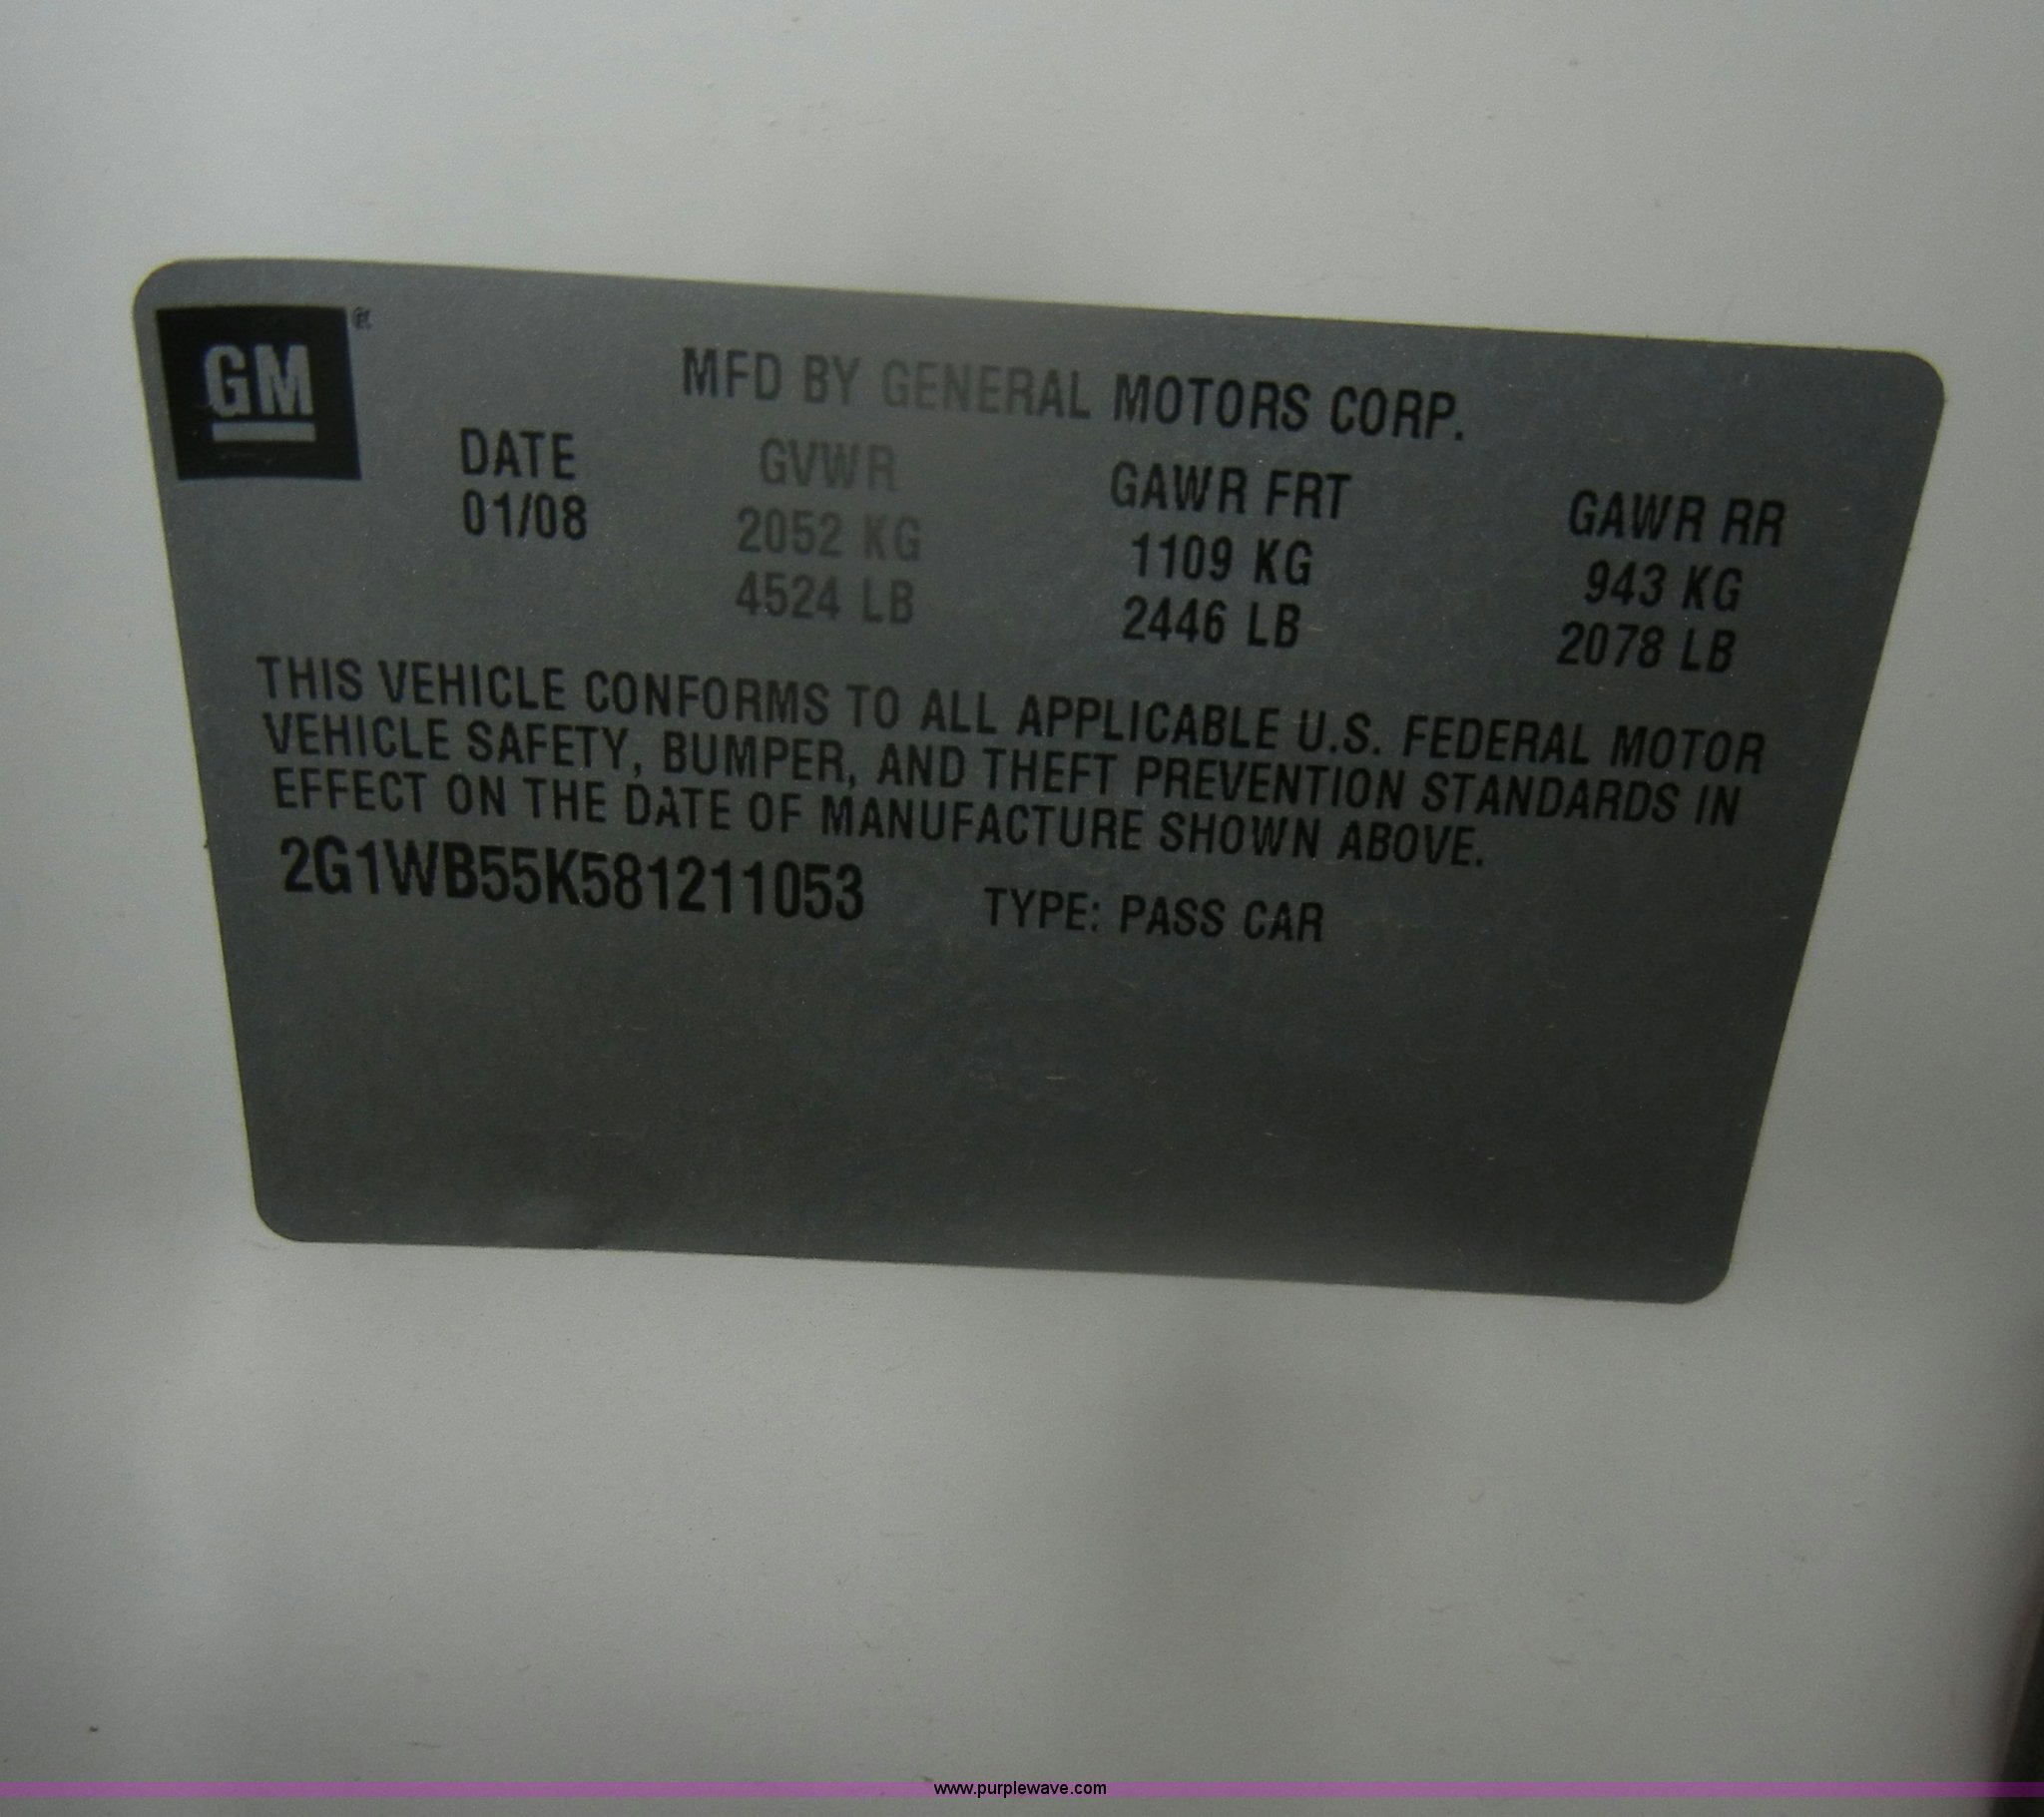 GM®
MFD BY GENERAL MOTORS CORP.
DATE GVWR GAWR FRT GAWR RR
01/08 2052 KG 1109 KG 943 KG
4524 LB 2446 LB 2078 LB
THIS VEHICLE CONFORMS TO ALL APPLICABLE U.S. FEDERAL MOTOR
VEHICLE SAFETY, BUMPER, AND THEFT PREVENTION STANDARDS IN
EFFECT ON THE DATE OF MANUFACTURE SHOWN ABOVE.
2G1WB55K581211053 TYPE: PASS CAR
www.purplewave.com